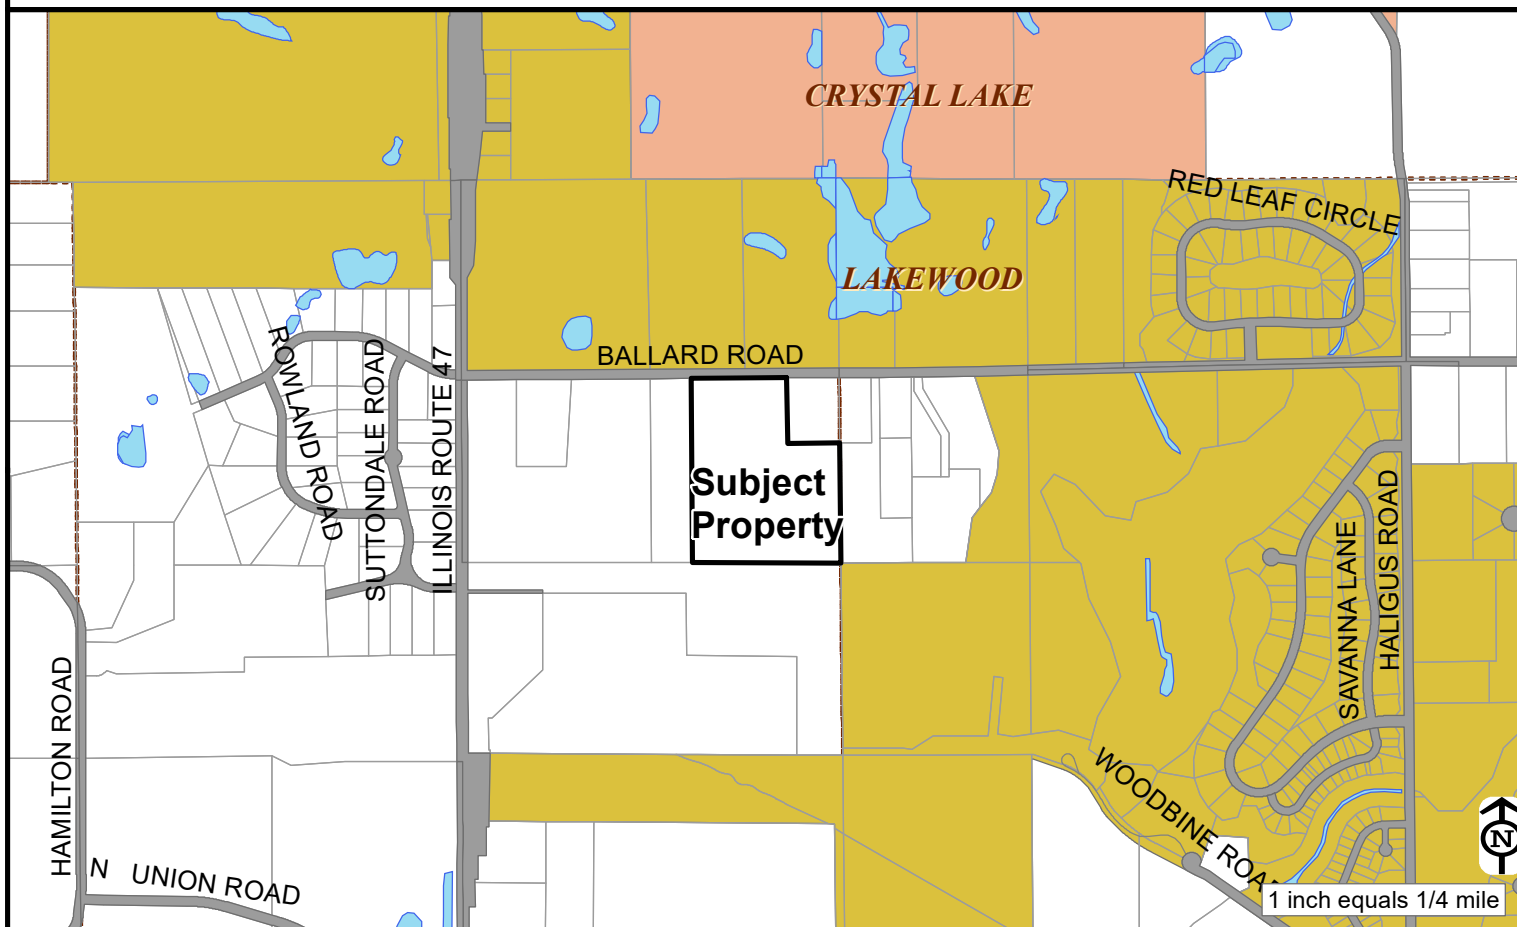 CRYSTAL LAKE
RED LEAF CIRCLE
LAKEWOOD
BALLARD ROAD
ROWLAND ROAD
SUTTONDALE ROAD
ILLINOIS ROUTE 47
Subject
Property
SAVANNA LANE
HALIGUS ROAD
HAMILTON ROAD
WOODBINE ROA
N UNION ROAD
N
1 inch equals 1/4 mile